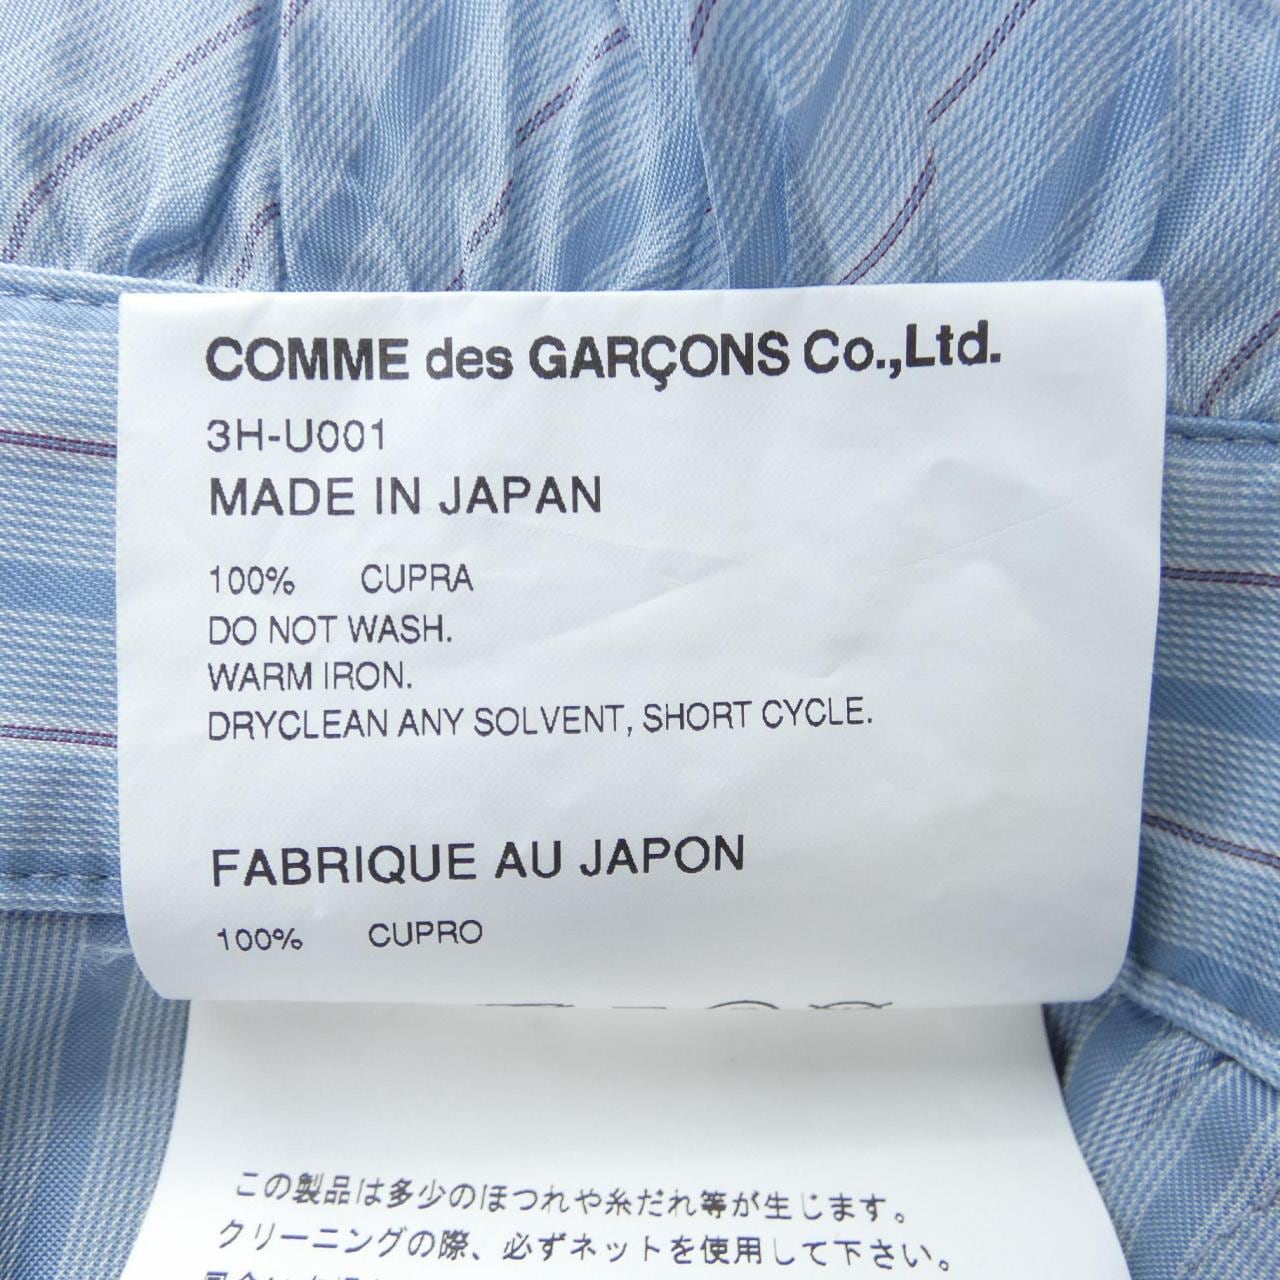 COMME des GARÇONS Co.,Ltd.
3H-U001
MADE IN JAPAN
100% CUPRA
DO NOT WASH.
WARM IRON.
DRYCLEAN ANY SOLVENT, SHORT CYCLE.
FABRIQUE AU JAPON
100% CUPRO
この製品は多少のほつれや糸だれ等が生じます。
クリーニングの際、必ずネットを使用して下さい。